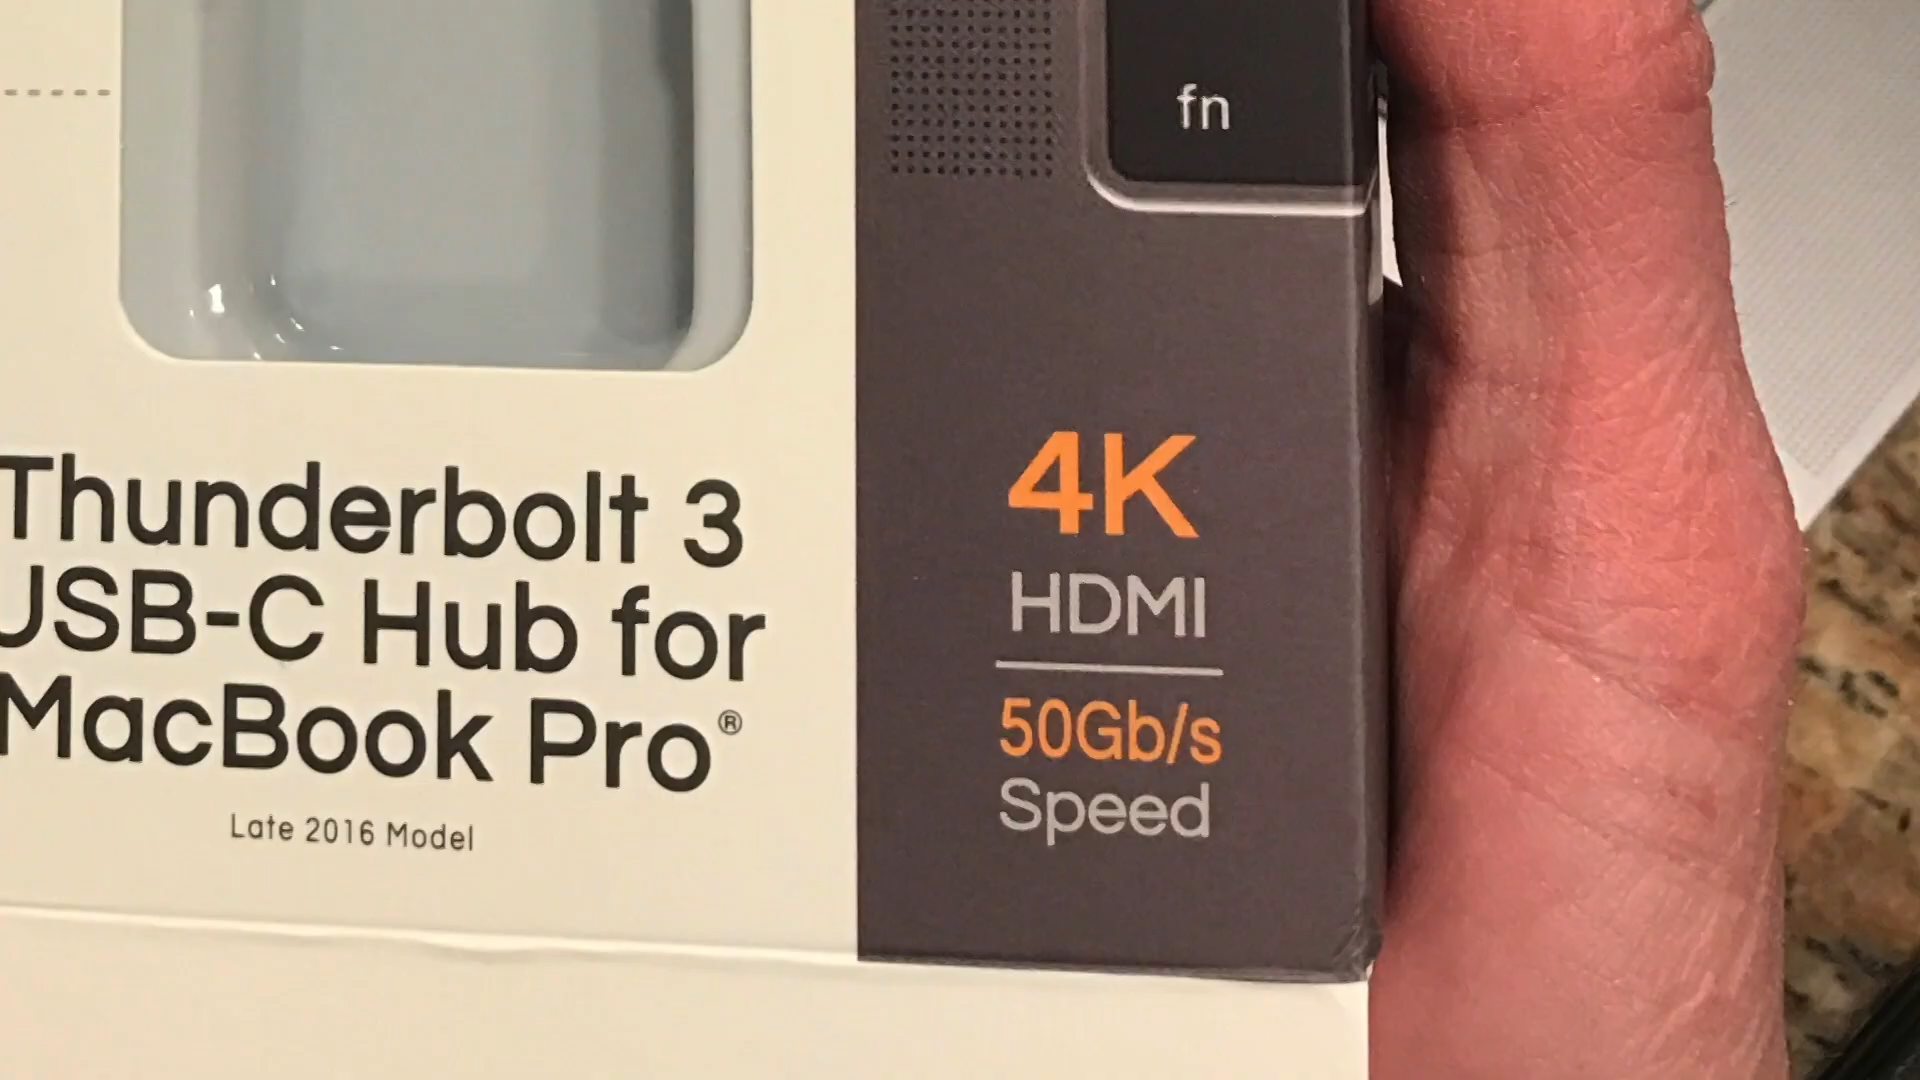 fn
Thunderbolt 3
USB-C Hub for
MacBook Pro®
Late 2016 Model
4K
HDMI
50Gb/s
Speed